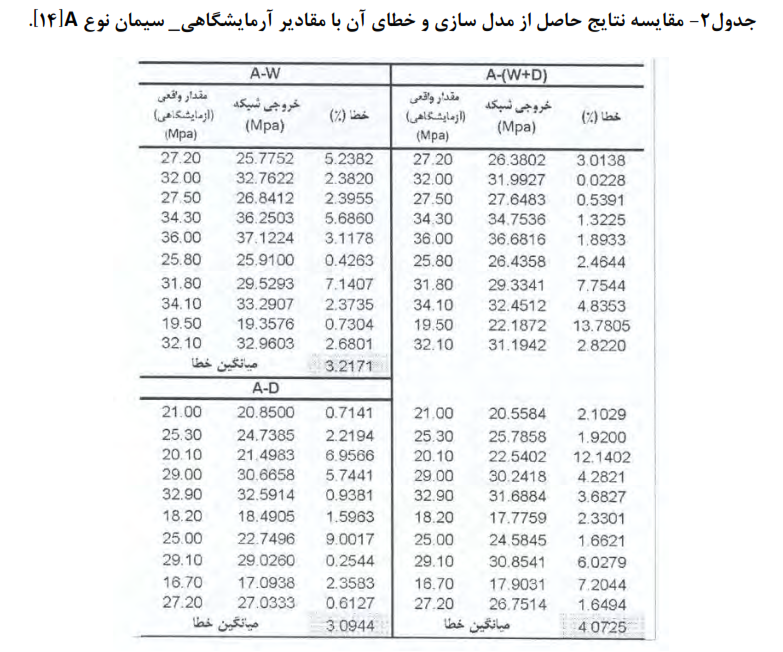 جدول۲- مقایسه نتایج حاصل از مدل سازی و خطای آن با مقادیر آزمایشگاهی_ سیمان نوع A[۱۴].
A-W A-(W+D)
مقدار واقعی (آزمایشگاهی) (Mpa) خروجی شبکه (Mpa) خطا (٪) مقدار واقعی (آزمایشگاهی) (Mpa) خروجی شبکه (Mpa) خطا (٪)
27.20 25.7752 5.2382 27.20 26.3802 3.0138
32.00 32.7622 2.3820 32.00 31.9927 0.0228
27.50 26.8412 2.3955 27.50 27.6483 0.5391
34.30 36.2503 5.6860 34.30 34.7536 1.3225
36.00 37.1224 3.1178 36.00 36.6816 1.8933
25.80 25.9100 0.4263 25.80 26.4358 2.4644
31.80 29.5293 7.1407 31.80 29.3341 7.7544
34.10 33.2907 2.3735 34.10 32.4512 4.8353
19.50 19.3576 0.7304 19.50 22.1872 13.7805
32.10 32.9603 2.6801 32.10 31.1942 2.8220
میانگین خطا 3.2171
A-D
21.00 20.8500 0.7141 21.00 20.5584 2.1029
25.30 24.7385 2.2194 25.30 25.7858 1.9200
20.10 21.4983 6.9566 20.10 22.5402 12.1402
29.00 30.6658 5.7441 29.00 30.2418 4.2821
32.90 32.5914 0.9381 32.90 31.6884 3.6827
18.20 18.4905 1.5963 18.20 17.7759 2.3301
25.00 22.7496 9.0017 25.00 24.5845 1.6621
29.10 29.0260 0.2544 29.10 30.8541 6.0279
16.70 17.0938 2.3583 16.70 17.9031 7.2044
27.20 27.0333 0.6127 27.20 26.7514 1.6494
میانگین خطا 3.0944 میانگین خطا 4.0725